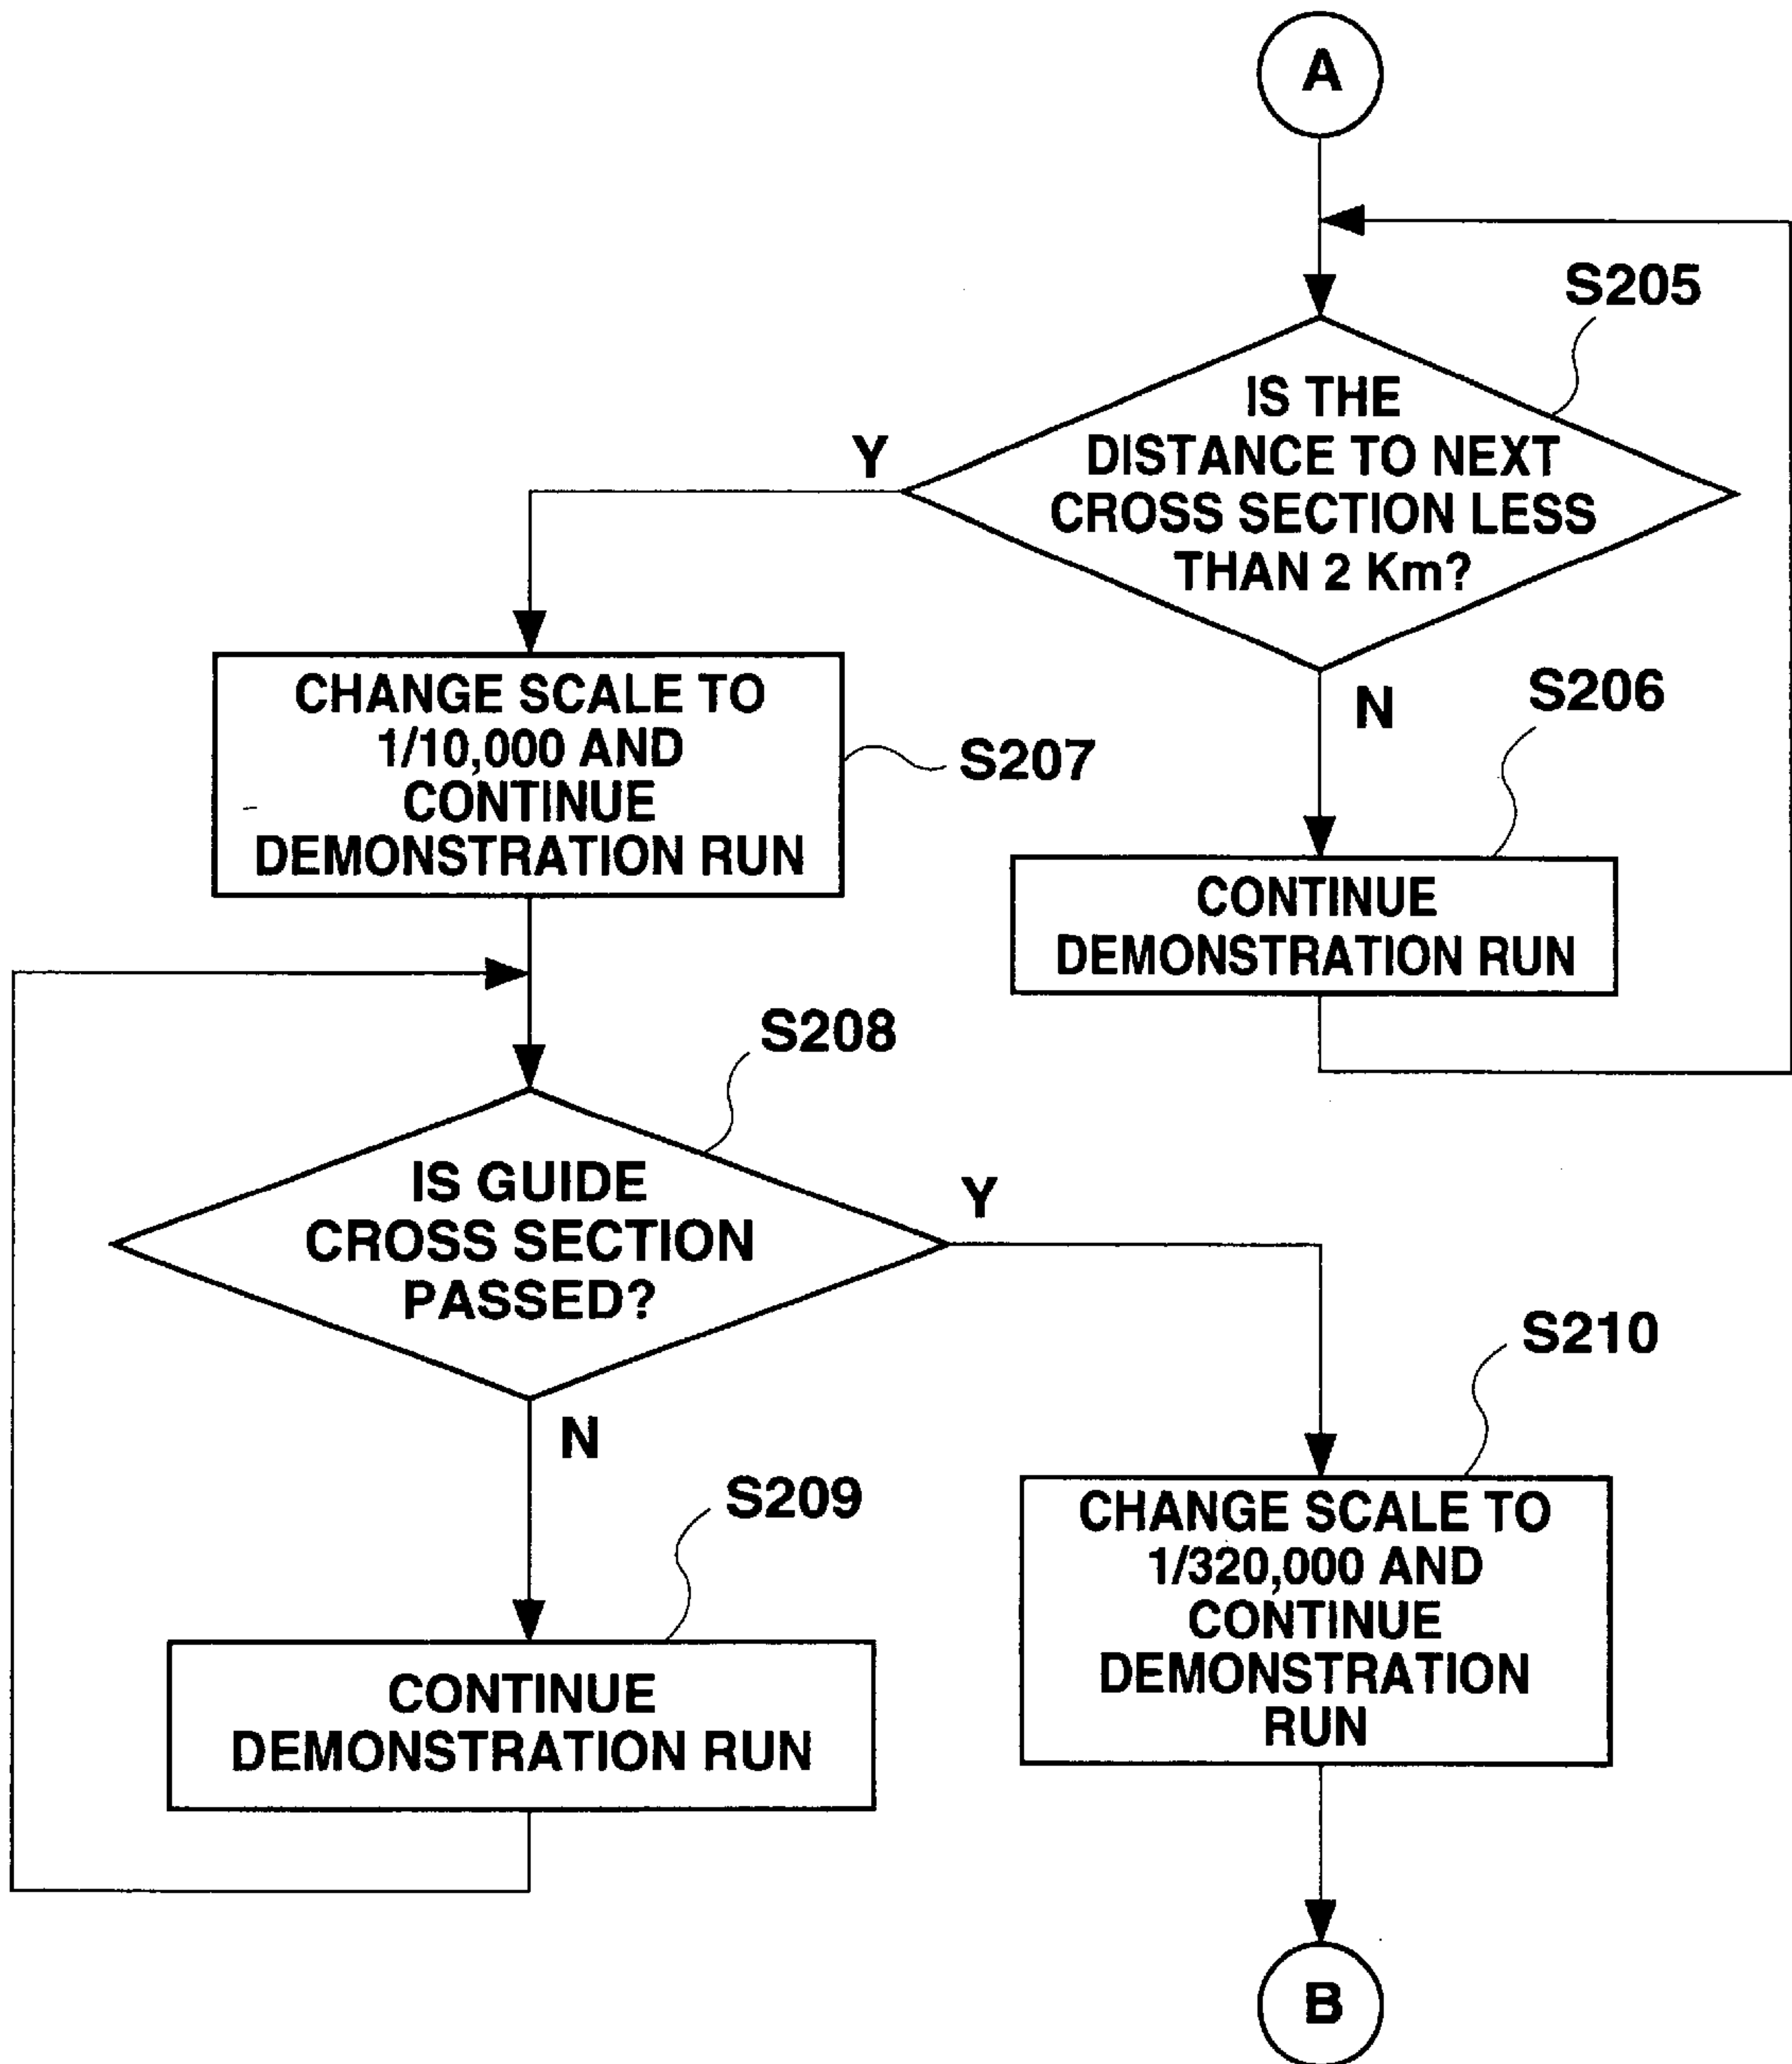 A
S205
IS THE
DISTANCE TO NEXT
CROSS SECTION LESS
THAN 2 Km?
Y
N
S206
CHANGE SCALE TO
1/10,000 AND
CONTINUE
DEMONSTRATION RUN
S207
CONTINUE
DEMONSTRATION RUN
S208
IS GUIDE
CROSS SECTION
PASSED?
Y
N
S209
CONTINUE
DEMONSTRATION RUN
S210
CHANGE SCALE TO
1/320,000 AND
CONTINUE
DEMONSTRATION
RUN
B